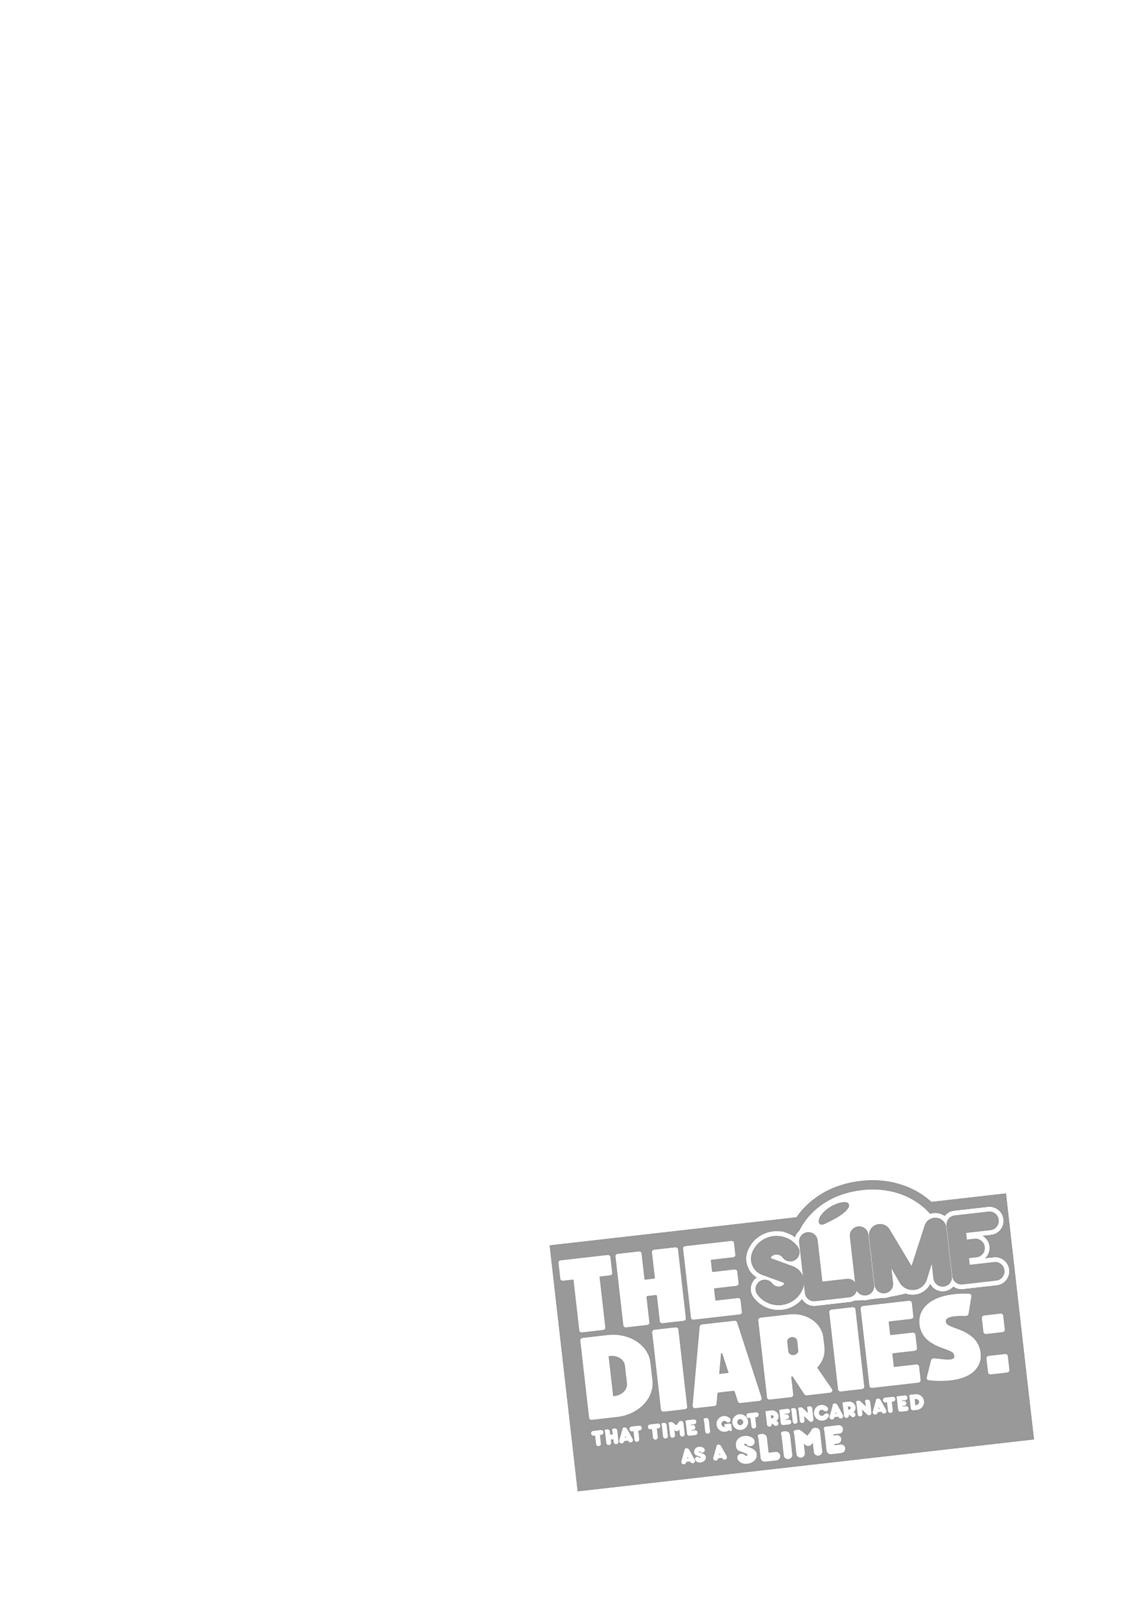 THE SLIME
DIARIES:
THAT TIME I GOT REINCARNATED
AS A SLIME